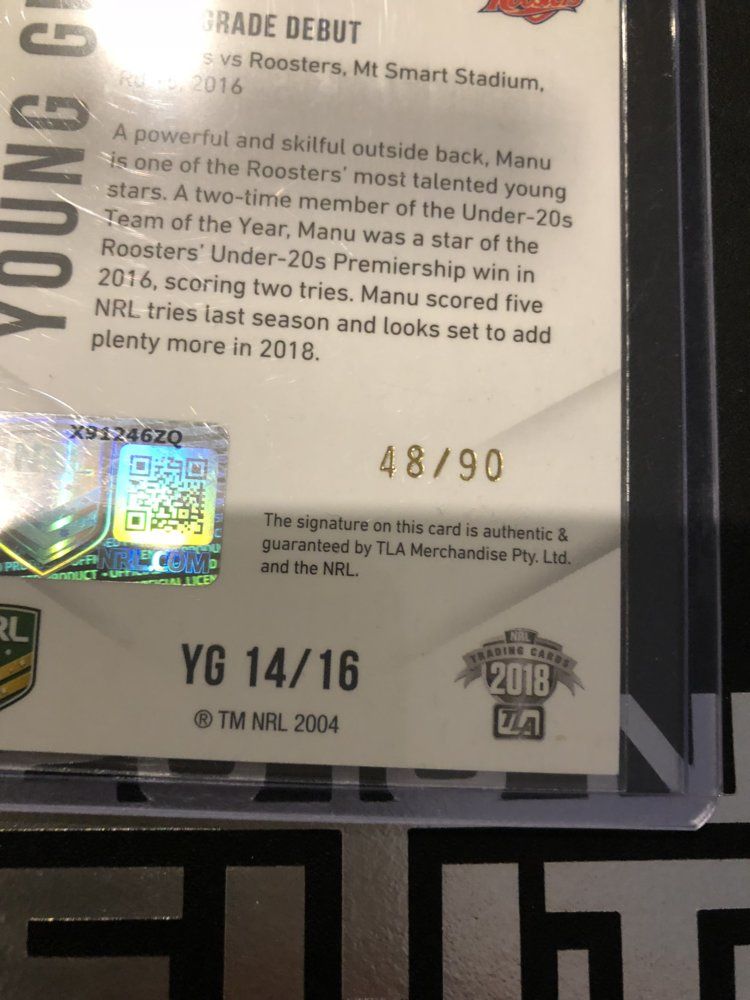 Roosters
GRADE DEBUT
s vs Roosters, Mt Smart Stadium,
2016
YOUNG GU
A powerful and skilful outside back, Manu
is one of the Roosters' most talented young
stars. A two-time member of the Under-20s
Team of the Year, Manu was a star of the
Roosters' Under-20s Premiership win in
2016, scoring two tries. Manu scored five
NRL tries last season and looks set to add
plenty more in 2018.
X91246ZQ
NRL.COM
48/90
The signature on this card is authentic &
guaranteed by TLA Merchandise Pty. Ltd.
and the NRL.
RL
YG 14/16
® TM NRL 2004
NRL
TRADING CARDS
2018
TLA